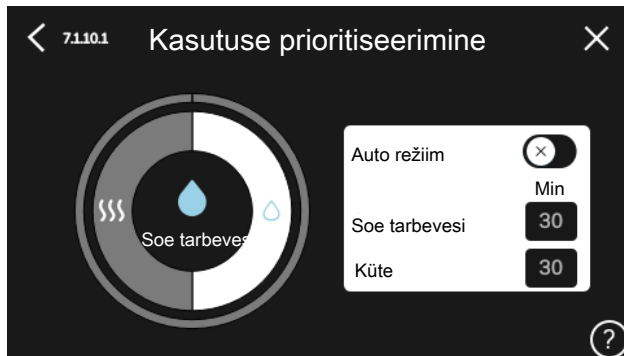 7.1.10.1 Kasutuse prioritiseerimine
Auto režiim
Min
Soe tarbevesi 30
Küte 30
Soe tarbeves
?